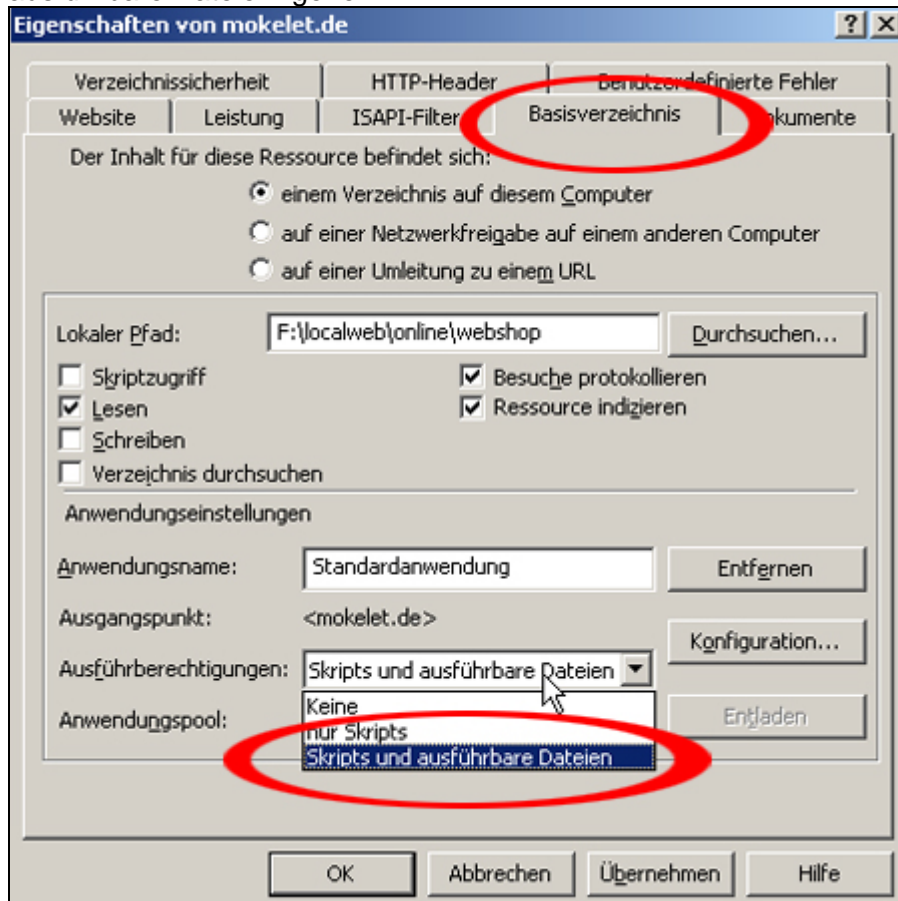 Eigenschaften von mokelet.de
Verzeichnissicherheit HTTP-Header Benutzerdefinierte Fehler
Website Leistung ISAPI-Filter Basisverzeichnis Dokumente
Der Inhalt für diese Ressource befindet sich:
einem Verzeichnis auf diesem Computer
auf einer Netzwerkfreigabe auf einem anderen Computer
auf einer Umleitung zu einem URL
Lokaler Pfad: F:\localweb\online\webshop Durchsuchen...
Skriptzugriff Besuche protokollieren
Lesen Ressource indizieren
Schreiben
Verzeichnis durchsuchen
Anwendungseinstellungen
Anwendungsname: Standardanwendung Entfernen
Ausgangspunkt: <mokelet.de>
Konfiguration...
Ausführberechtigungen: Skripts und ausführbare Dateien
Keine
Anwendungspool: Entladen
nur Skripts
Skripts und ausführbare Dateien
OK Abbrechen Übernehmen Hilfe